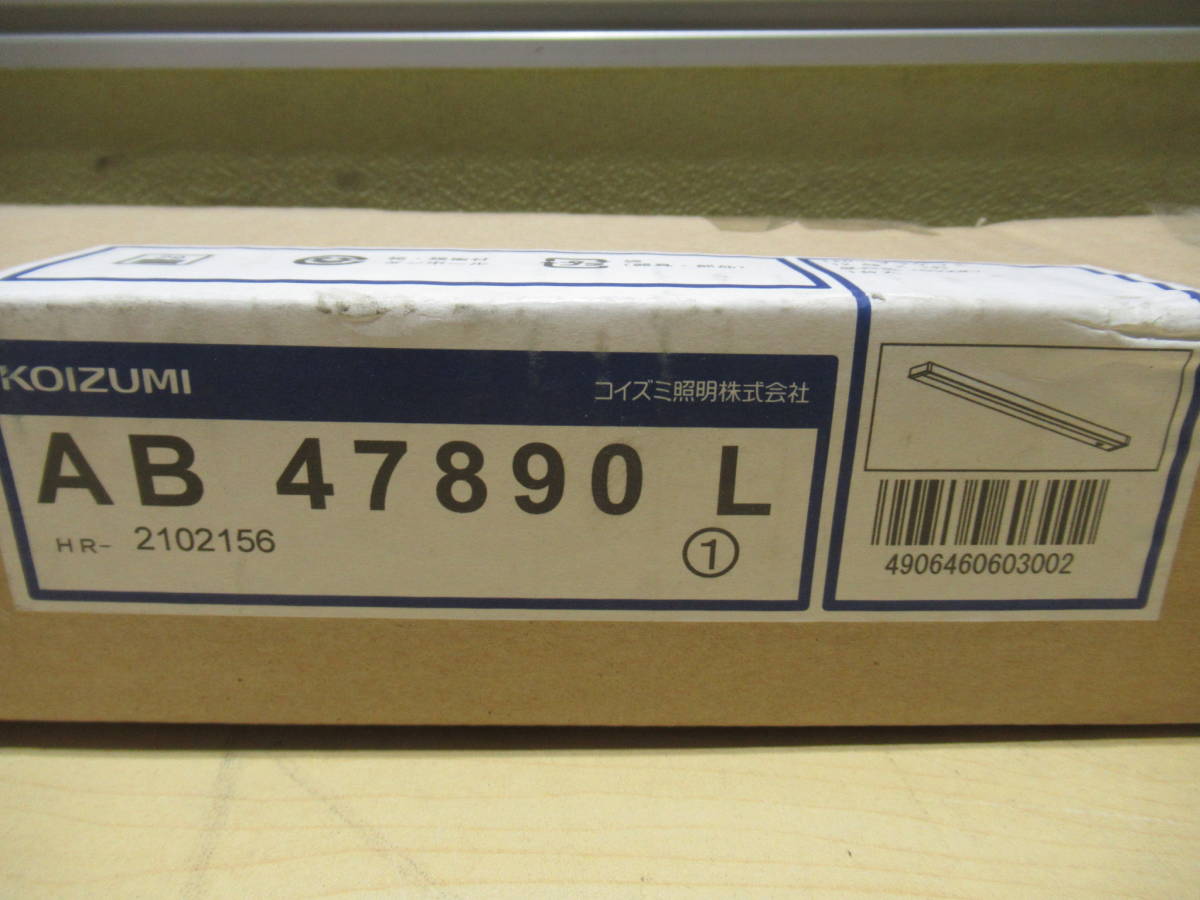 KOIZUMI
コイズミ照明株式会社
AB 47890 L
HR- 2102156
①
4906460603002